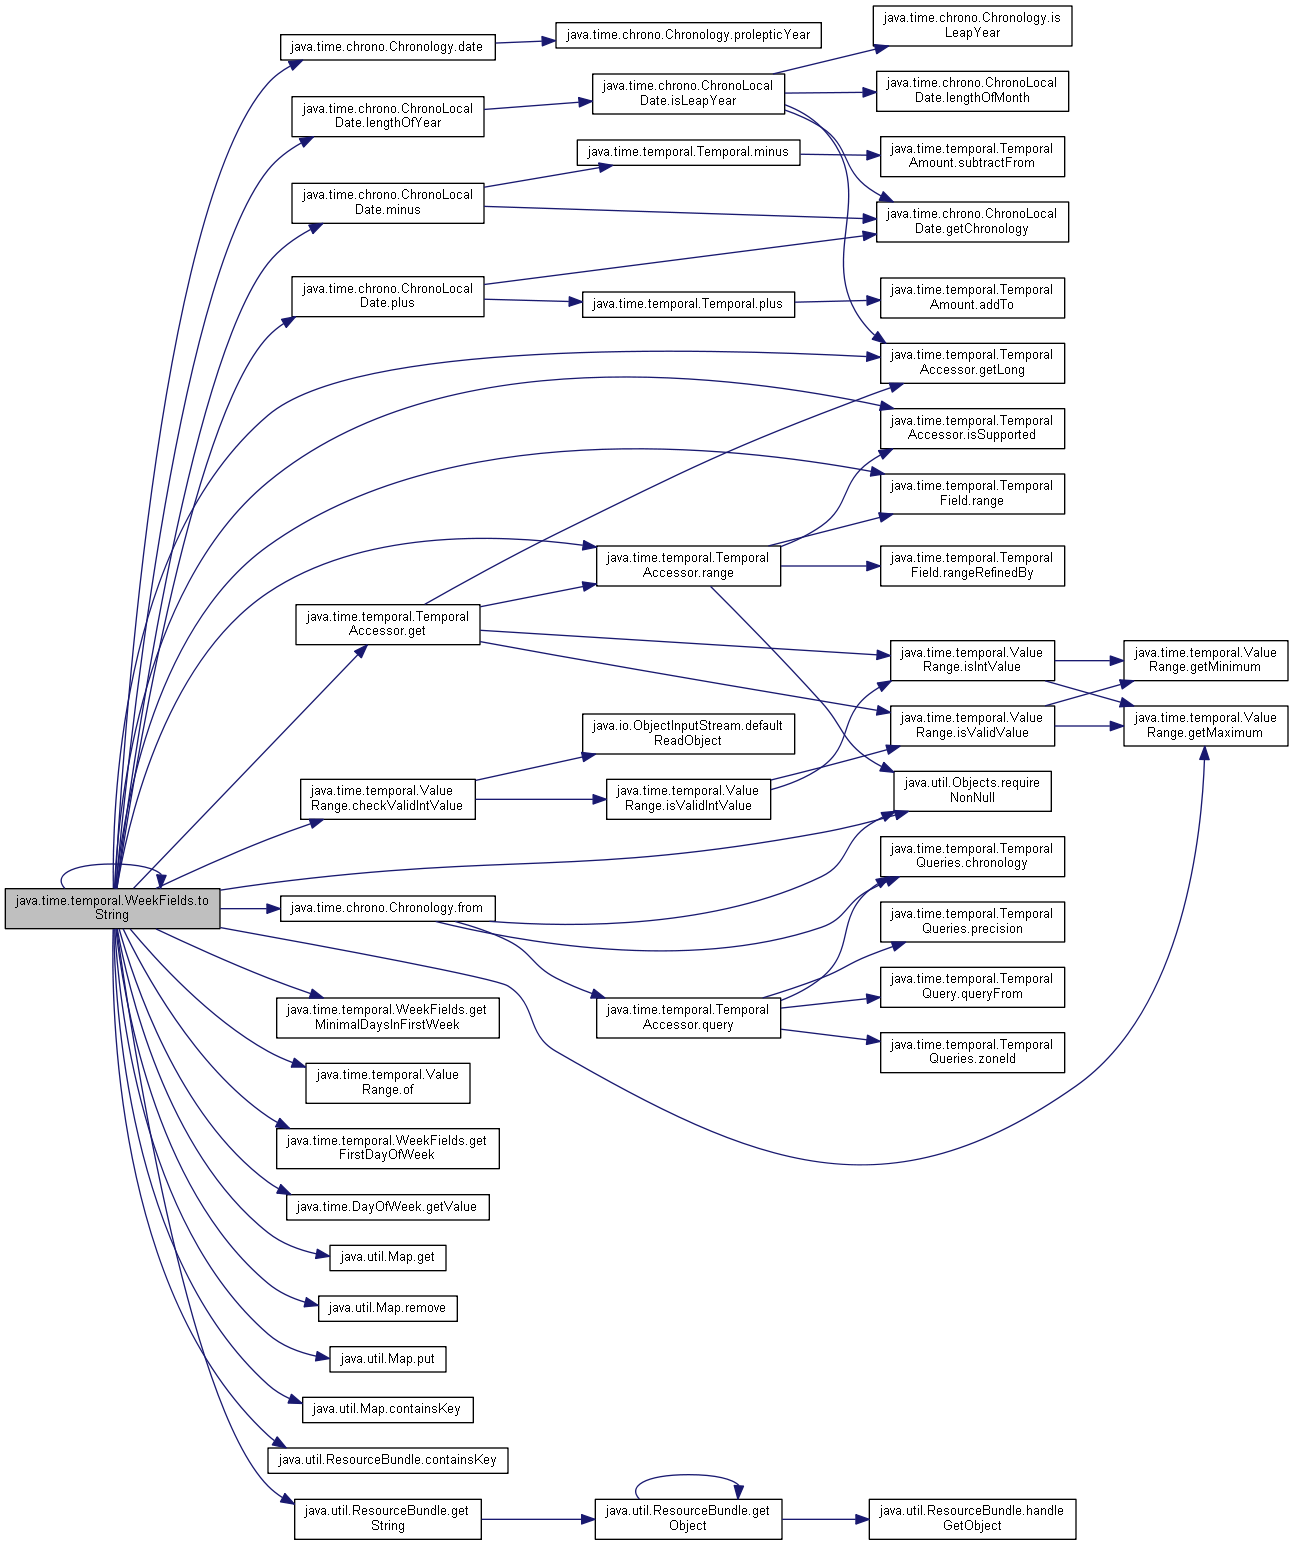 java.time.chrono.Chronology.is
LeapYear
java.time.chrono.Chronology.prolepticYear
java.time.chrono.Chronology.date
java.time.chrono.ChronoLocal
Date.isLeapYear
java.time.chrono.ChronoLocal
Date.lengthOfMonth
java.time.chrono.ChronoLocal
Date.lengthOfYear
java.time.temporal.Temporal.minus
java.time.temporal.Temporal
Amount.subtractFrom
java.time.chrono.ChronoLocal
Date.minus
java.time.chrono.ChronoLocal
Date.getChronology
java.time.chrono.ChronoLocal
Date.plus
java.time.temporal.Temporal.plus
java.time.temporal.Temporal
Amount.addTo
java.time.temporal.Temporal
Accessor.getLong
java.time.temporal.Temporal
Accessor.isSupported
java.time.temporal.Temporal
Field.range
java.time.temporal.Temporal
Accessor.range
java.time.temporal.Temporal
Field.rangeRefinedBy
java.time.temporal.Temporal
Accessor.get
java.time.temporal.Value
Range.isIntValue
java.time.temporal.Value
Range.getMinimum
java.io.ObjectInputStream.default
ReadObject
java.time.temporal.Value
Range.isValidValue
java.time.temporal.Value
Range.getMaximum
java.time.temporal.Value
Range.checkValidIntValue
java.time.temporal.Value
Range.isValidIntValue
java.util.Objects.require
NonNull
java.time.temporal.Temporal
Queries.chronology
java.time.temporal.WeekFields.to
String
java.time.chrono.Chronology.from
java.time.temporal.Temporal
Queries.precision
java.time.temporal.WeekFields.get
MinimalDaysInFirstWeek
java.time.temporal.Temporal
Accessor.query
java.time.temporal.Temporal
Query.queryFrom
java.time.temporal.Temporal
Queries.zoneId
java.time.temporal.Value
Range.of
java.time.temporal.WeekFields.get
FirstDayOfWeek
java.time.DayOfWeek.getValue
java.util.Map.get
java.util.Map.remove
java.util.Map.put
java.util.Map.containsKey
java.util.ResourceBundle.containsKey
java.util.ResourceBundle.get
String
java.util.ResourceBundle.get
Object
java.util.ResourceBundle.handle
GetObject